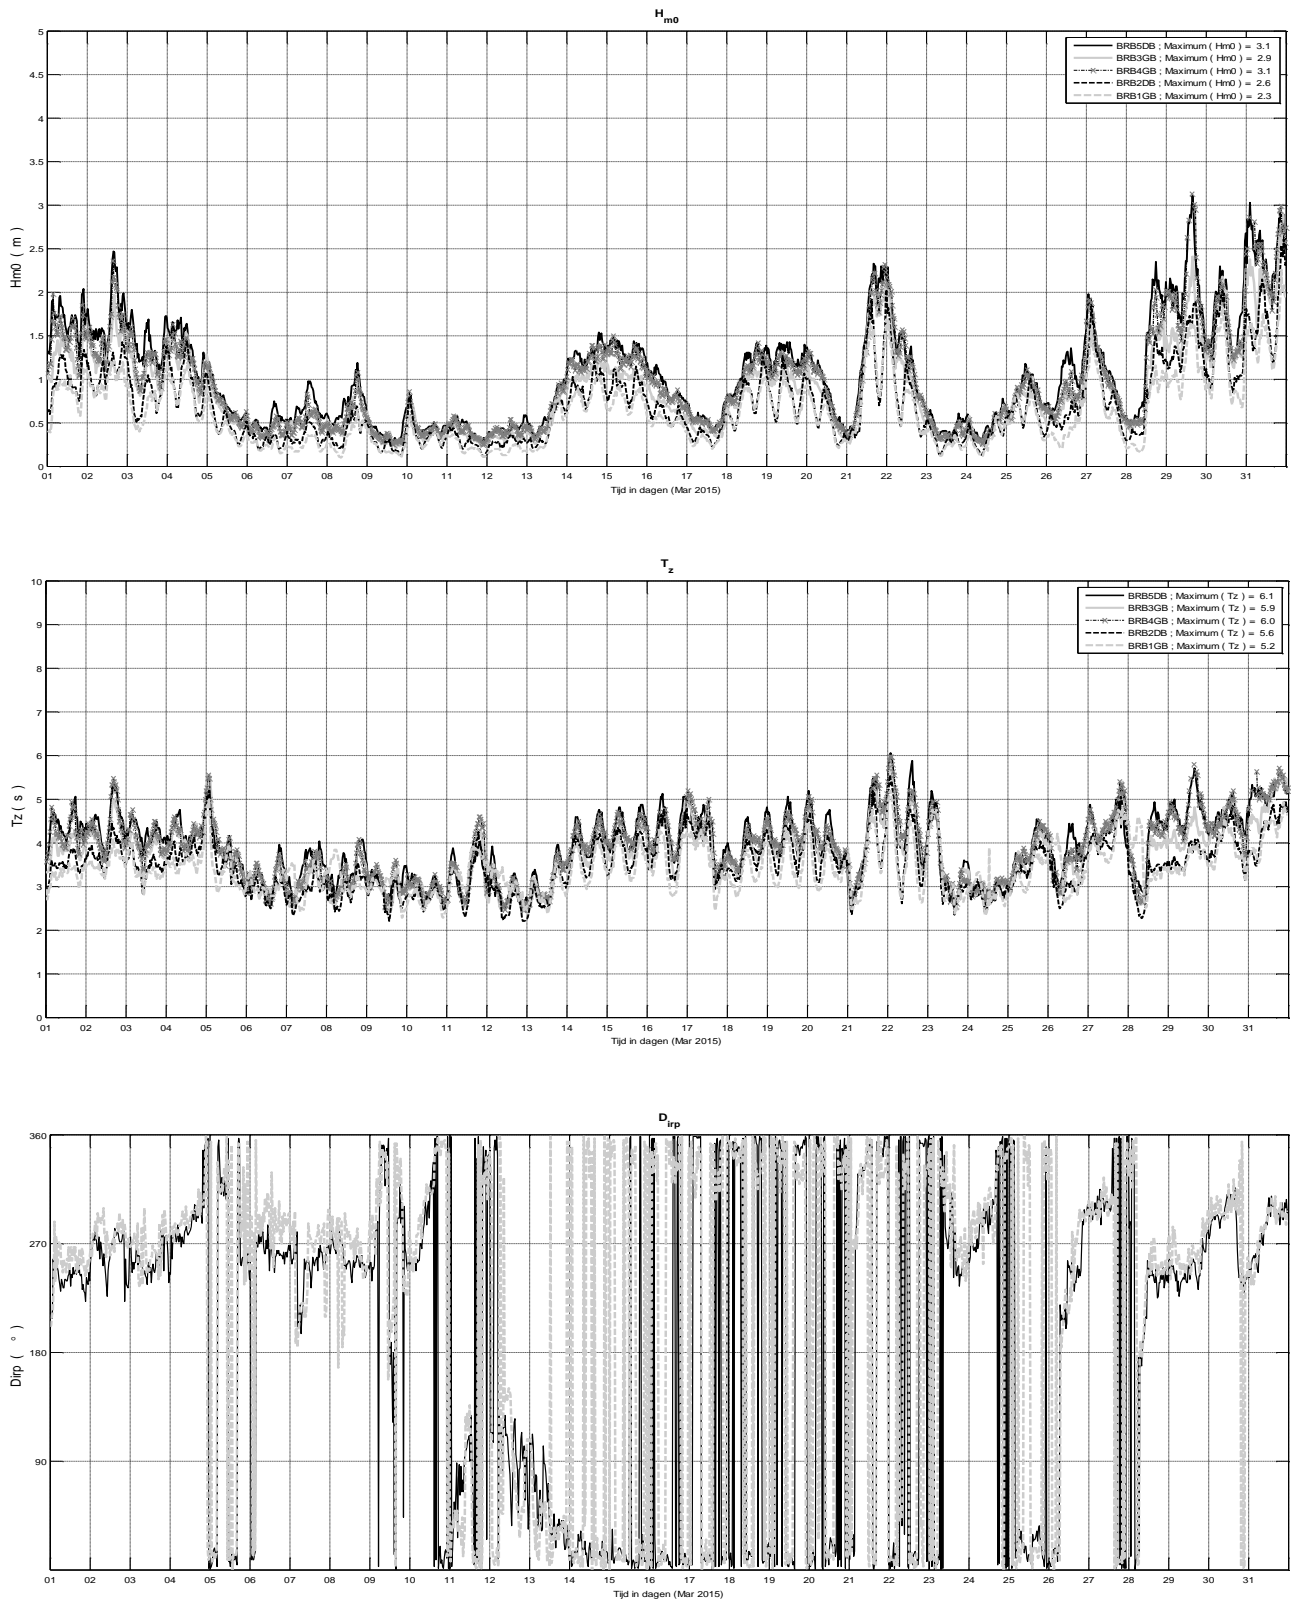 Hm0
5
4.5
4
3.5
3
2.5
2
1.5
1
0.5
0
Hm0 ( m )
BRB5DB ; Maximum ( Hm0 ) = 3.1
BRB3GB ; Maximum ( Hm0 ) = 2.9
BRB4GB ; Maximum ( Hm0 ) = 3.1
BRB2DB ; Maximum ( Hm0 ) = 2.6
BRB1GB ; Maximum ( Hm0 ) = 2.3
01 02 03 04 05 06 07 08 09 10 11 12 13 14 15 16 17 18 19 20 21 22 23 24 25 26 27 28 29 30 31
Tijd in dagen (Mar 2015)
Tz
10
9
8
7
6
5
4
3
2
1
0
Tz ( s )
BRB5DB ; Maximum ( Tz ) = 6.1
BRB3GB ; Maximum ( Tz ) = 5.9
BRB4GB ; Maximum ( Tz ) = 6.0
BRB2DB ; Maximum ( Tz ) = 5.6
BRB1GB ; Maximum ( Tz ) = 5.2
01 02 03 04 05 06 07 08 09 10 11 12 13 14 15 16 17 18 19 20 21 22 23 24 25 26 27 28 29 30 31
Tijd in dagen (Mar 2015)
Dirp
360
270
180
90
Dirp ( ° )
01 02 03 04 05 06 07 08 09 10 11 12 13 14 15 16 17 18 19 20 21 22 23 24 25 26 27 28 29 30 31
Tijd in dagen (Mar 2015)